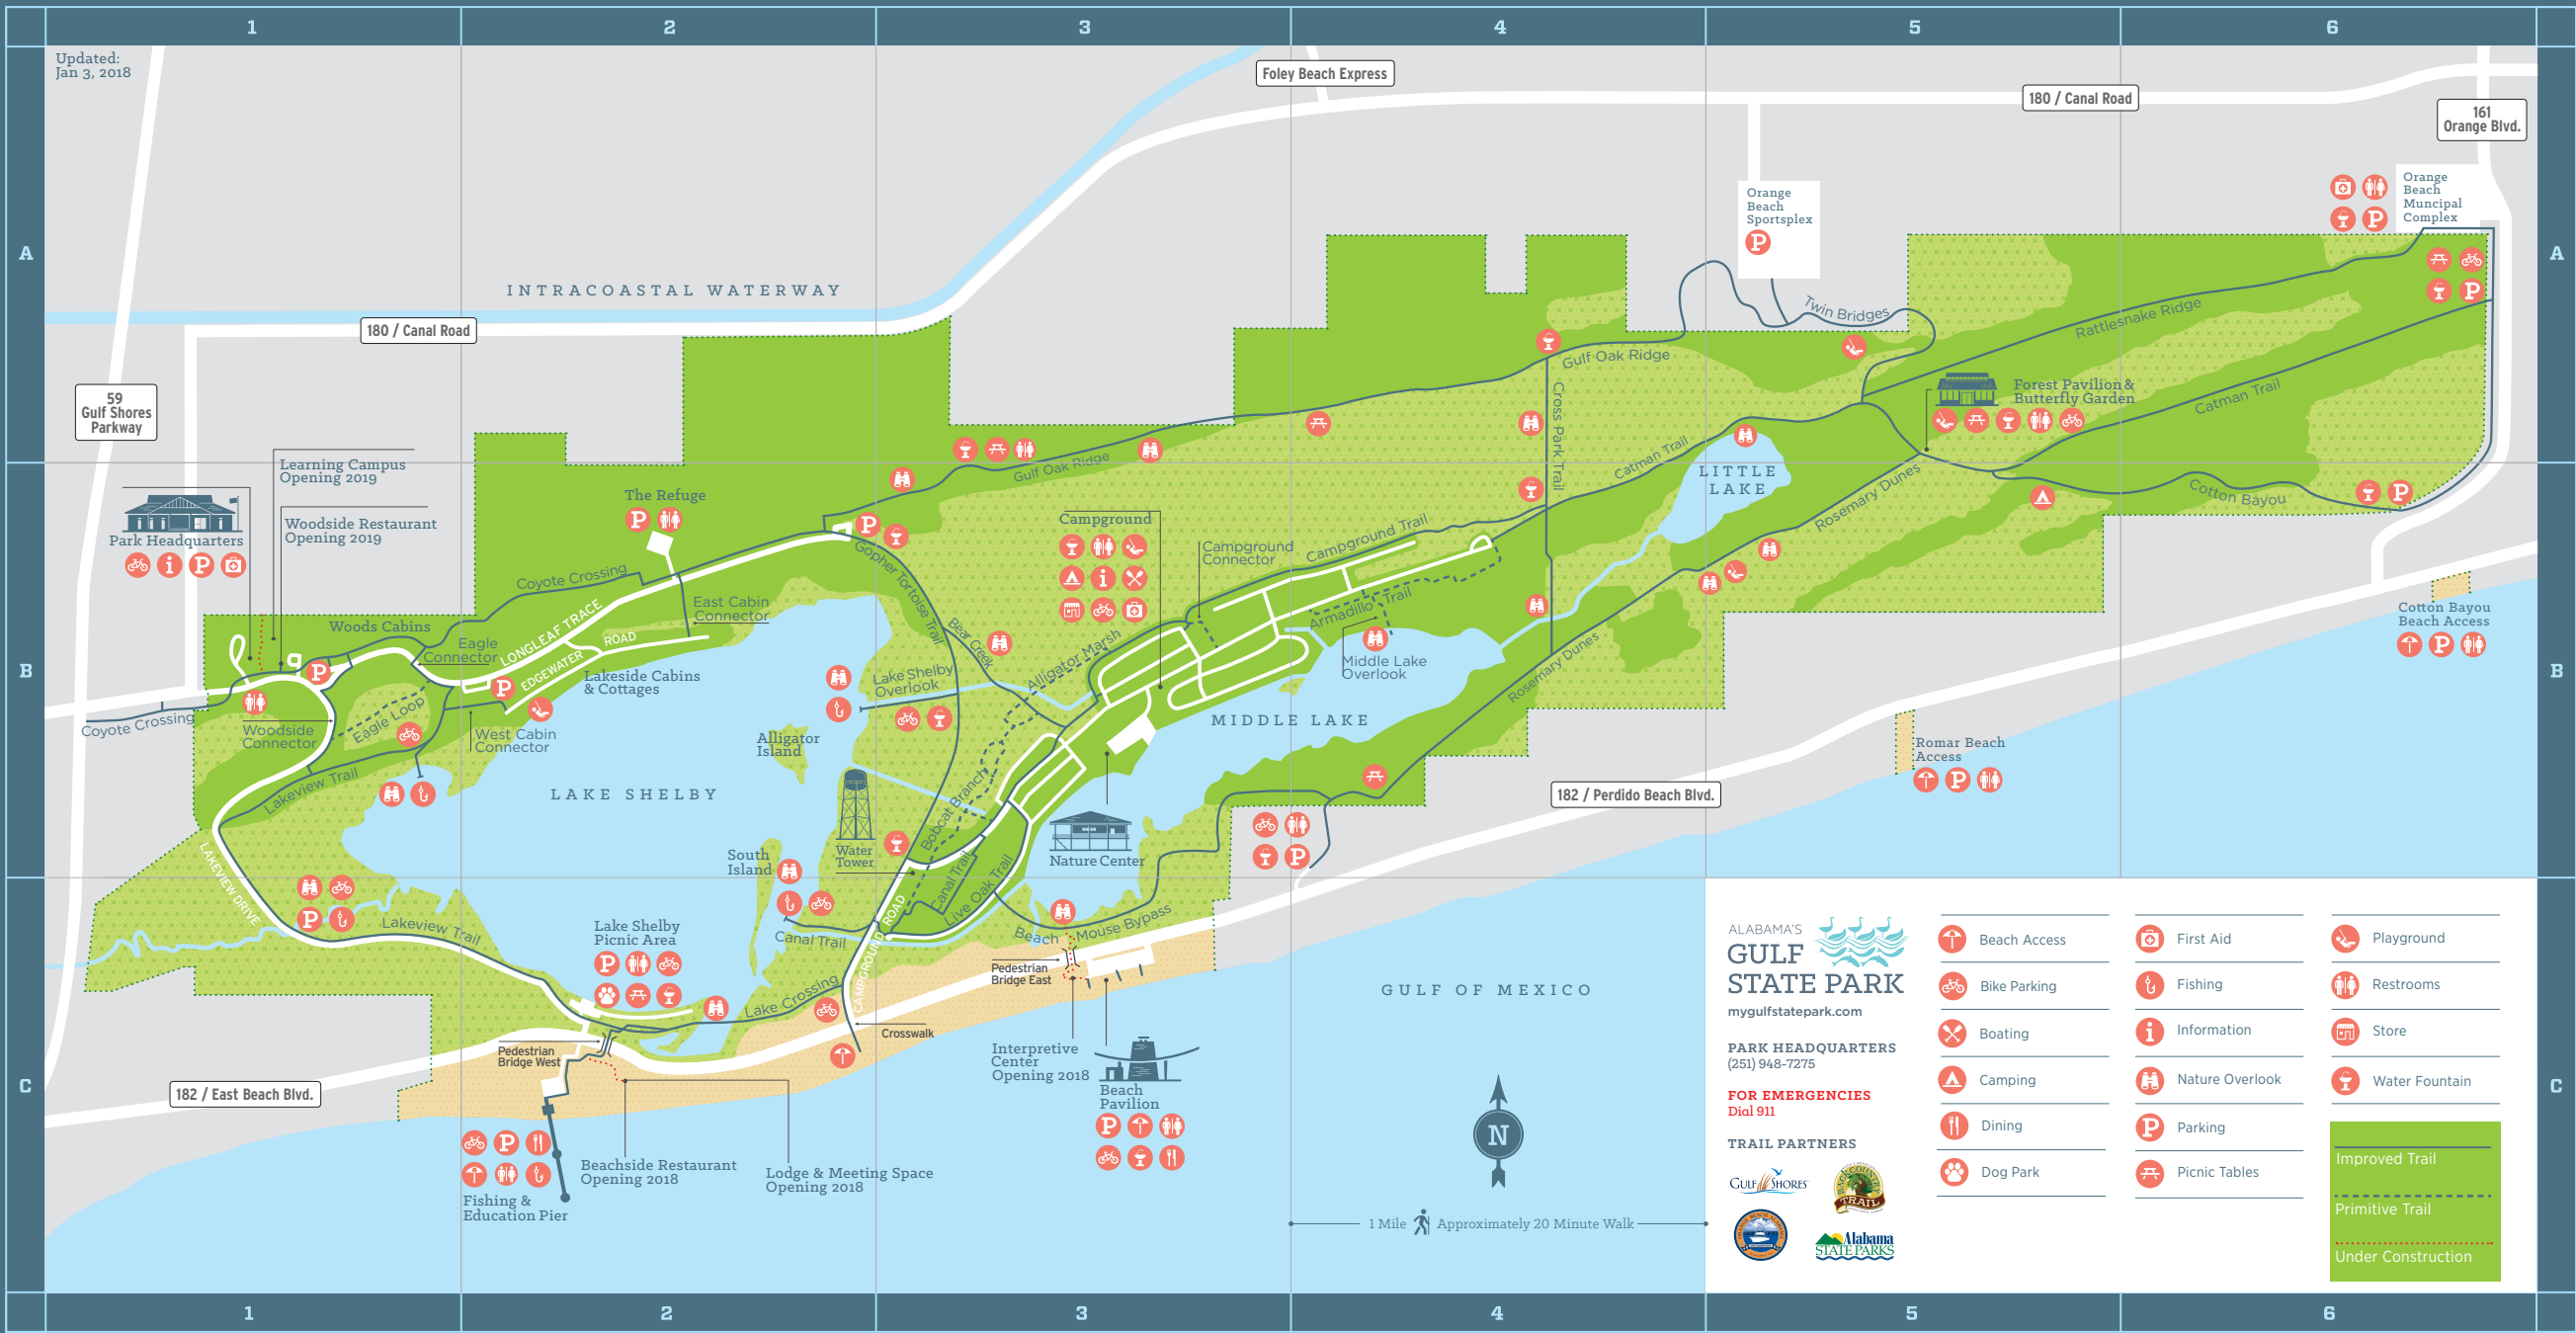 1
2
3
4
5
6
A
B
C
A
B
C
1
2
3
4
5
6
Updated:
Jan 3, 2018
Foley Beach Express
180 / Canal Road
161
Orange Blvd.
Orange
Beach
Sportsplex
P
Orange
Beach
Muncipal
Complex
P
P
INTRACOASTAL WATERWAY
180 / Canal Road
59
Gulf Shores
Parkway
Twin Bridges
Rattlesnake Ridge
Gulf Oak Ridge
Cross Park Trail
Forest Pavilion &
Butterfly Garden
Catman Trail
Catman Trail
Gulf Oak Ridge
LITTLE
LAKE
Rosemary Dunes
Cotton Bayou
P
Learning Campus
Opening 2019
Woodside Restaurant
Opening 2019
Park Headquarters
i
P
The Refuge
P
P
Coyote Crossing
Gopher Tortoise Trail
Campground
i
Campground
Connector
Campground Trail
East Cabin
Connector
Woods Cabins
Eagle
Connector
LONGLEAF TRACE
EDGEWATER
ROAD
P
P
Lakeside Cabins
& Cottages
Bear Creek
Alligator Marsh
Armadillo Trail
Middle Lake
Overlook
Rosemary Dunes
Cotton Bayou
Beach Access
P
Lake Shelby
Overlook
Coyote Crossing
Woodside
Connector
Eagle Loop
West Cabin
Connector
Alligator
Island
MIDDLE LAKE
Romar Beach
Access
P
Lakeview Trail
LAKE SHELBY
Bobcat Branch
182 / Perdido Beach Blvd.
P
Nature Center
South
Island
Water
Tower
Canal Trail
Live Oak Trail
LAKEVIEW DRIVE
P
Lakeview Trail
Lake Shelby
Picnic Area
P
Canal Trail
CAMPGROUND ROAD
Beach Mouse Bypass
Pedestrian
Bridge East
Lake Crossing
Crosswalk
Pedestrian
Bridge West
Interpretive
Center
Opening 2018
Beach
Pavilion
P
182 / East Beach Blvd.
P
Fishing &
Education Pier
Beachside Restaurant
Opening 2018
Lodge & Meeting Space
Opening 2018
GULF OF MEXICO
N
1 Mile
Approximately 20 Minute Walk
ALABAMA'S
GULF
STATE PARK
mygulfstatepark.com
PARK HEADQUARTERS
(251) 948-7275
FOR EMERGENCIES
Dial 911
TRAIL PARTNERS
GULF SHORES
TRAIL
Alabama
STATE PARKS
Beach Access
Bike Parking
Boating
Camping
Dining
Dog Park
First Aid
Fishing
i
Information
Nature Overlook
P
Parking
Picnic Tables
Playground
Restrooms
Store
Water Fountain
Improved Trail
Primitive Trail
Under Construction